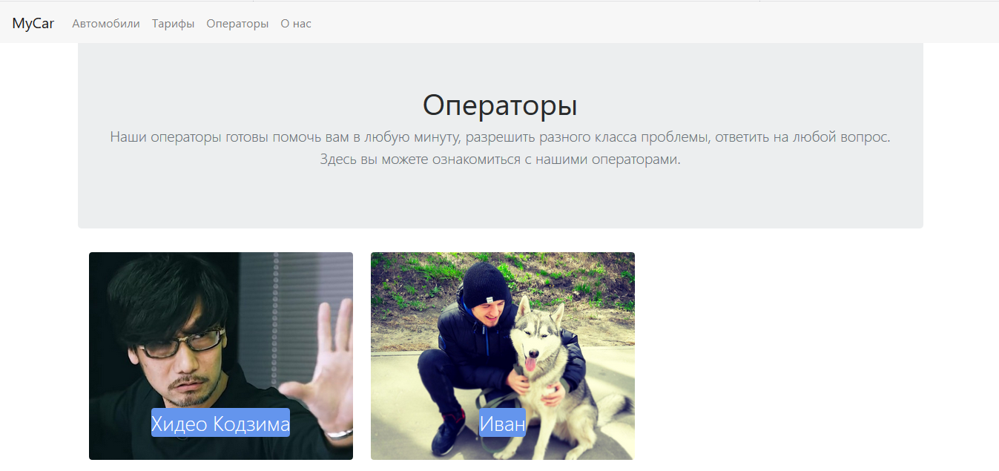 MyCar Автомобили Тарифы Операторы О нас
Операторы
Наши операторы готовы помочь вам в любую минуту, разрешить разного класса проблемы, ответить на любой вопрос.
Здесь вы можете ознакомиться с нашими операторами.
Хидео Кодзима
Иван